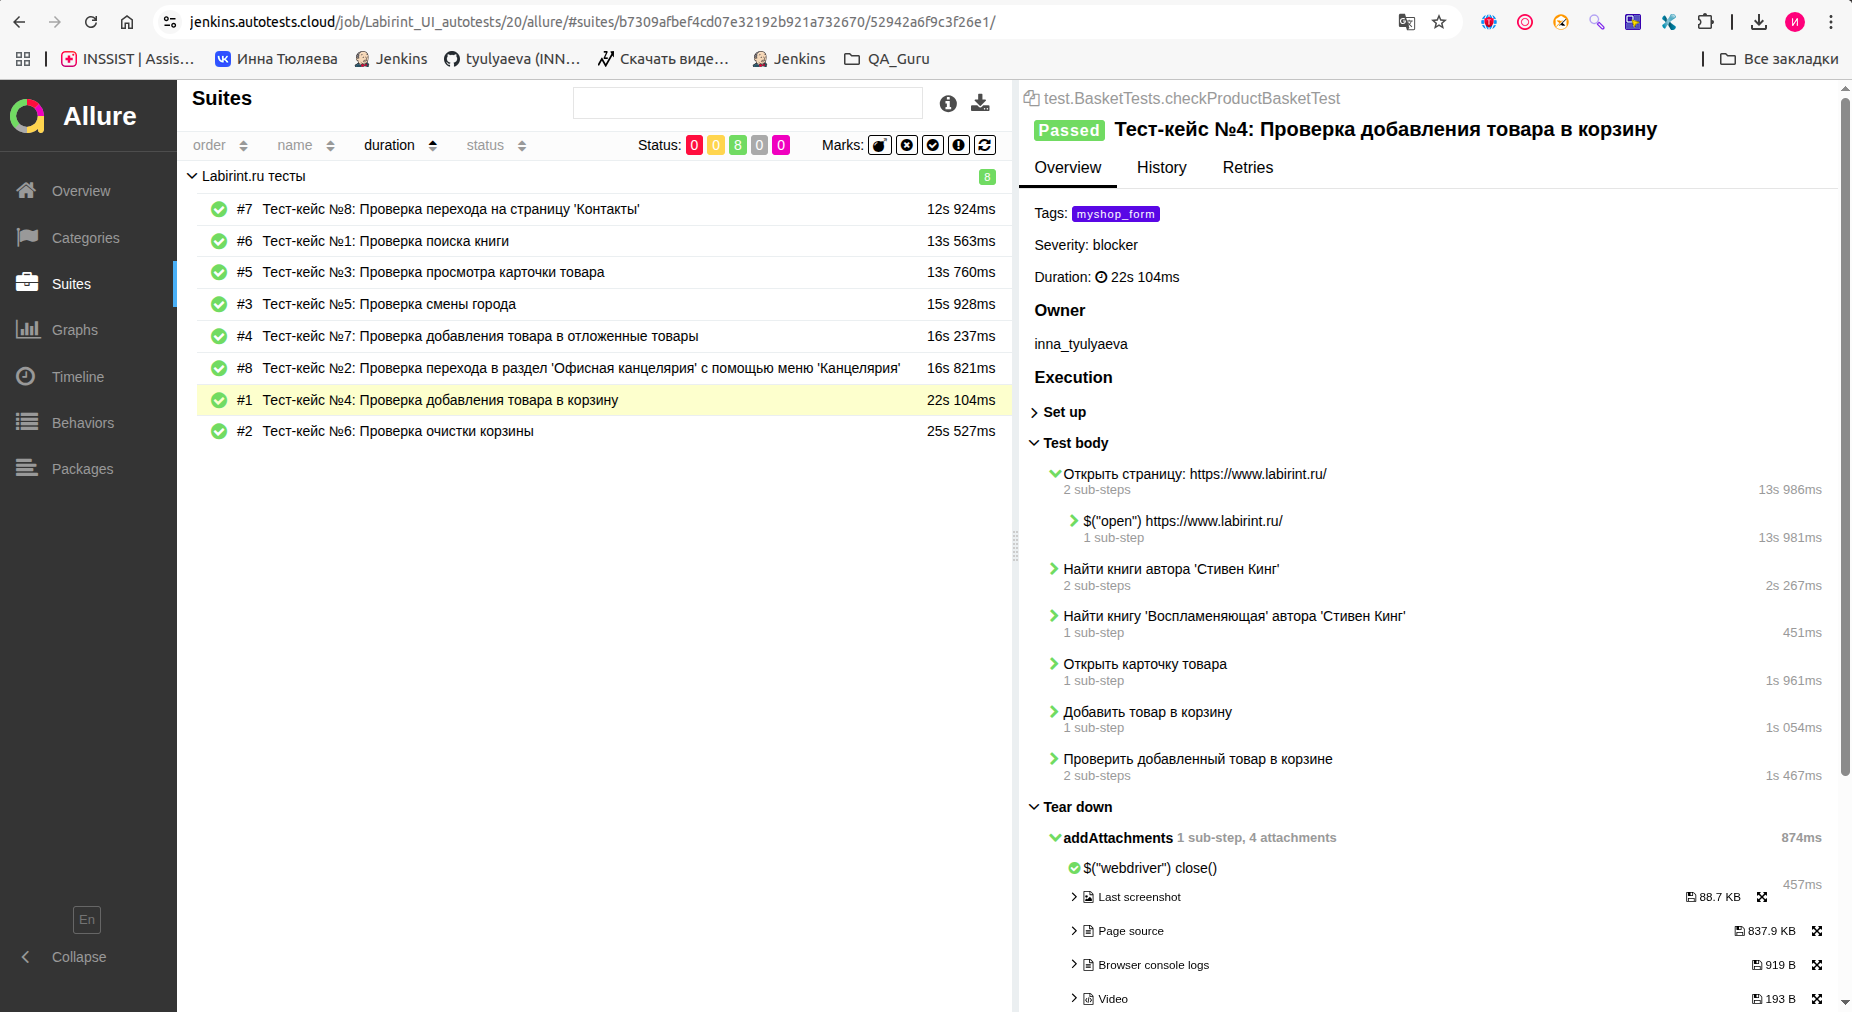 jenkins.autotests.cloud/job/Labirint_UI_autotests/20/allure/#suites/b7309afbef4cd07e32192b921a732670/52942a6f9c3f26e1/
И
INSSIST | Assis...
Инна Тюляева
Jenkins
tyulyaeva (INN...
Скачать виде...
Jenkins
QA_Guru
Все закладки
Allure
Overview
Categories
Suites
Graphs
Timeline
Behaviors
Packages
En
Collapse
Suites
order name duration status
Status: 0 0 8 0 0 Marks:
Labirint.ru тесты 8
#7 Тест-кейс №8: Проверка перехода на страницу 'Контакты' 12s 924ms
#6 Тест-кейс №1: Проверка поиска книги 13s 563ms
#5 Тест-кейс №3: Проверка просмотра карточки товара 13s 760ms
#3 Тест-кейс №5: Проверка смены города 15s 928ms
#4 Тест-кейс №7: Проверка добавления товара в отложенные товары 16s 237ms
#8 Тест-кейс №2: Проверка перехода в раздел 'Офисная канцелярия' с помощью меню 'Канцелярия' 16s 821ms
#1 Тест-кейс №4: Проверка добавления товара в корзину 22s 104ms
#2 Тест-кейс №6: Проверка очистки корзины 25s 527ms
test.BasketTests.checkProductBasketTest
Passed Тест-кейс №4: Проверка добавления товара в корзину
Overview History Retries
Tags: myshop_form
Severity: blocker
Duration: 22s 104ms
Owner
inna_tyulyaeva
Execution
Set up
Test body
Открыть страницу: https://www.labirint.ru/
2 sub-steps 13s 986ms
$("open") https://www.labirint.ru/
1 sub-step 13s 981ms
Найти книги автора 'Стивен Кинг'
2 sub-steps 2s 267ms
Найти книгу 'Воспламеняющая' автора 'Стивен Кинг'
1 sub-step 451ms
Открыть карточку товара
1 sub-step 1s 961ms
Добавить товар в корзину
1 sub-step 1s 054ms
Проверить добавленный товар в корзине
2 sub-steps 1s 467ms
Tear down
addAttachments 1 sub-step, 4 attachments 874ms
$("webdriver") close()
457ms
Last screenshot 88.7 KB
Page source 837.9 KB
Browser console logs 919 B
Video 193 B